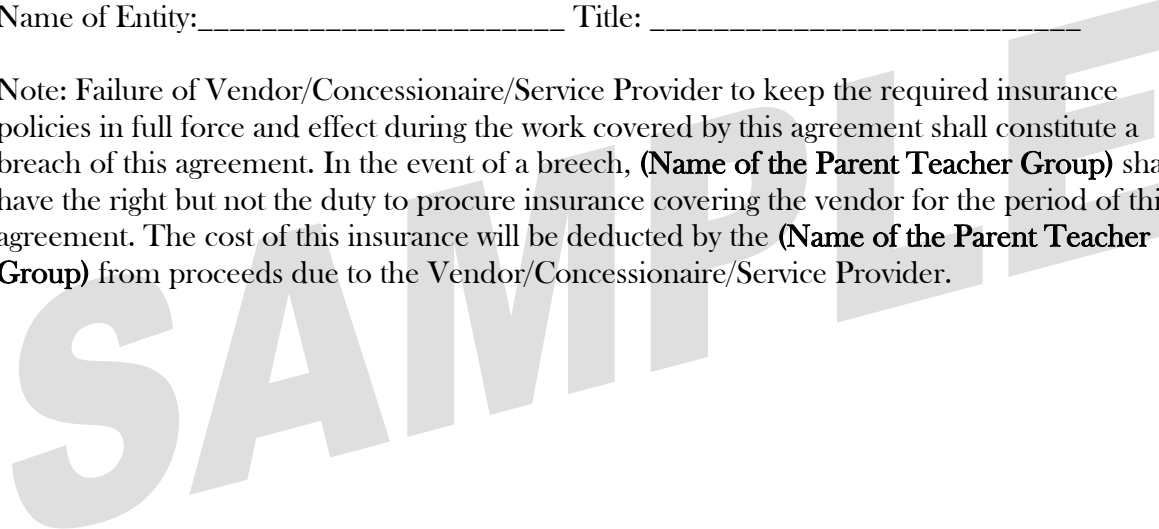 Name of Entity:_______________________ Title: ___________________________
Note: Failure of Vendor/Concessionaire/Service Provider to keep the required insurance
policies in full force and effect during the work covered by this agreement shall constitute a
breach of this agreement. In the event of a breech, (Name of the Parent Teacher Group) sha
have the right but not the duty to procure insurance covering the vendor for the period of thi
agreement. The cost of this insurance will be deducted by the (Name of the Parent Teacher
Group) from proceeds due to the Vendor/Concessionaire/Service Provider.
SAMPLE